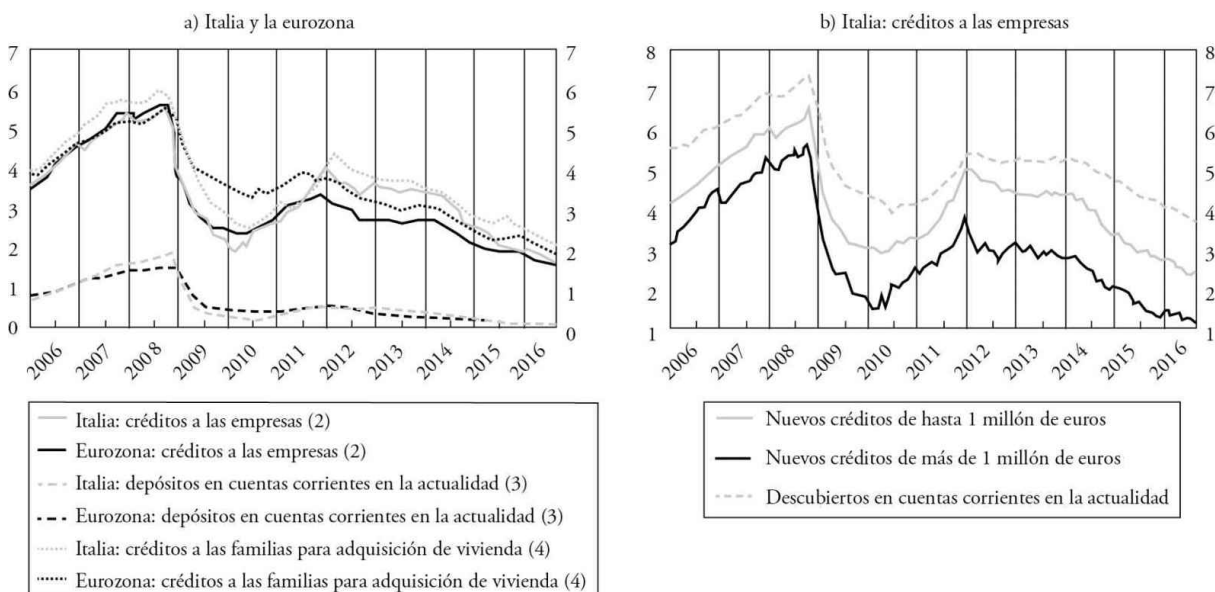 a) Italia y la eurozona
7 7
6 6
5 5
4 4
3 3
2 2
1 1
0 0
2006 2007 2008 2009 2010 2011 2012 2013 2014 2015 2016
Italia: créditos a las empresas (2)
Eurozona: créditos a las empresas (2)
Italia: depósitos en cuentas corrientes en la actualidad (3)
Eurozona: depósitos en cuentas corrientes en la actualidad (3)
Italia: créditos a las familias para adquisición de vivienda (4)
Eurozona: créditos a las familias para adquisición de vivienda (4)
b) Italia: créditos a las empresas
8 8
7 7
6 6
5 5
4 4
3 3
2 2
1 1
2006 2007 2008 2009 2010 2011 2012 2013 2014 2015 2016
Nuevos créditos de hasta 1 millón de euros
Nuevos créditos de más de 1 millón de euros
Descubiertos en cuentas corrientes en la actualidad